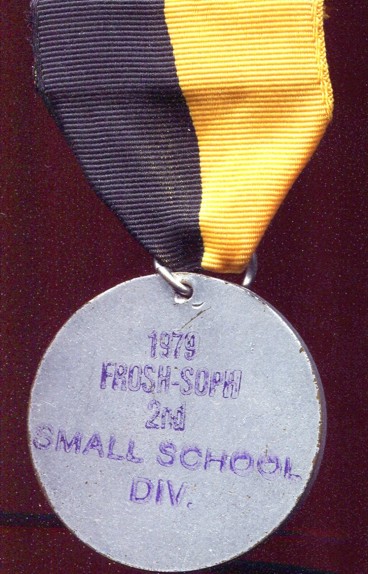 1979
FROSH-SOPH
2nd
SMALL SCHOOL
DIV.